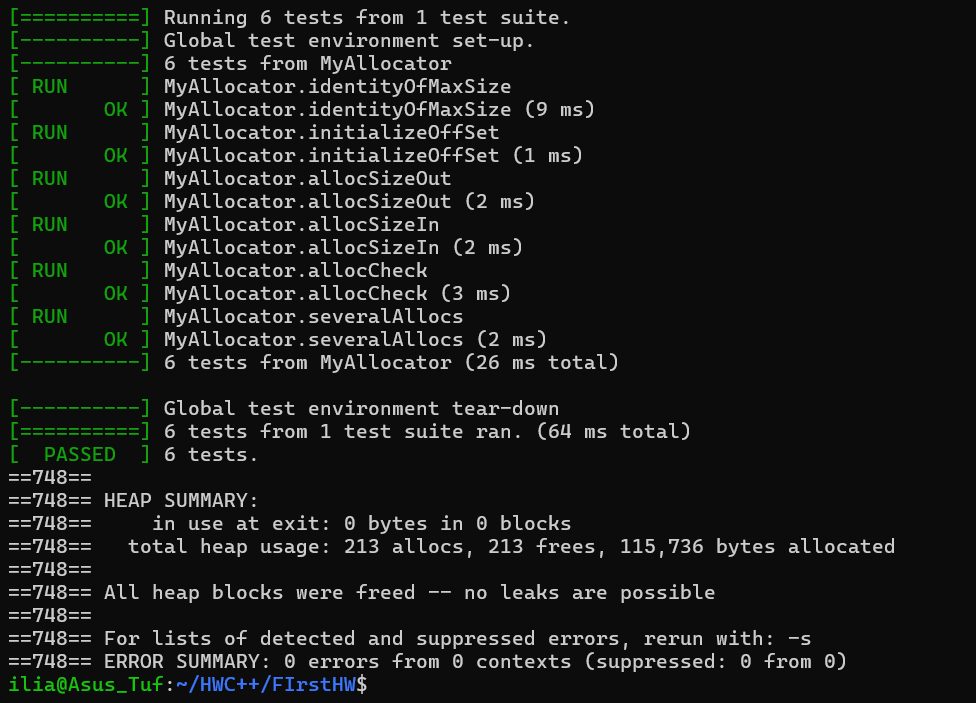 [==========] Running 6 tests from 1 test suite.
[----------] Global test environment set-up.
[----------] 6 tests from MyAllocator
[ RUN      ] MyAllocator.identityOfMaxSize
[       OK ] MyAllocator.identityOfMaxSize (9 ms)
[ RUN      ] MyAllocator.initializeOffSet
[       OK ] MyAllocator.initializeOffSet (1 ms)
[ RUN      ] MyAllocator.allocSizeOut
[       OK ] MyAllocator.allocSizeOut (2 ms)
[ RUN      ] MyAllocator.allocSizeIn
[       OK ] MyAllocator.allocSizeIn (2 ms)
[ RUN      ] MyAllocator.allocCheck
[       OK ] MyAllocator.allocCheck (3 ms)
[ RUN      ] MyAllocator.severalAllocs
[       OK ] MyAllocator.severalAllocs (2 ms)
[----------] 6 tests from MyAllocator (26 ms total)

[----------] Global test environment tear-down
[==========] 6 tests from 1 test suite ran. (64 ms total)
[  PASSED  ] 6 tests.
==748==
==748== HEAP SUMMARY:
==748==     in use at exit: 0 bytes in 0 blocks
==748==   total heap usage: 213 allocs, 213 frees, 115,736 bytes allocated
==748==
==748== All heap blocks were freed -- no leaks are possible
==748==
==748== For lists of detected and suppressed errors, rerun with: -s
==748== ERROR SUMMARY: 0 errors from 0 contexts (suppressed: 0 from 0)
ilia@Asus_Tuf:~/HWC++/FIrstHW$